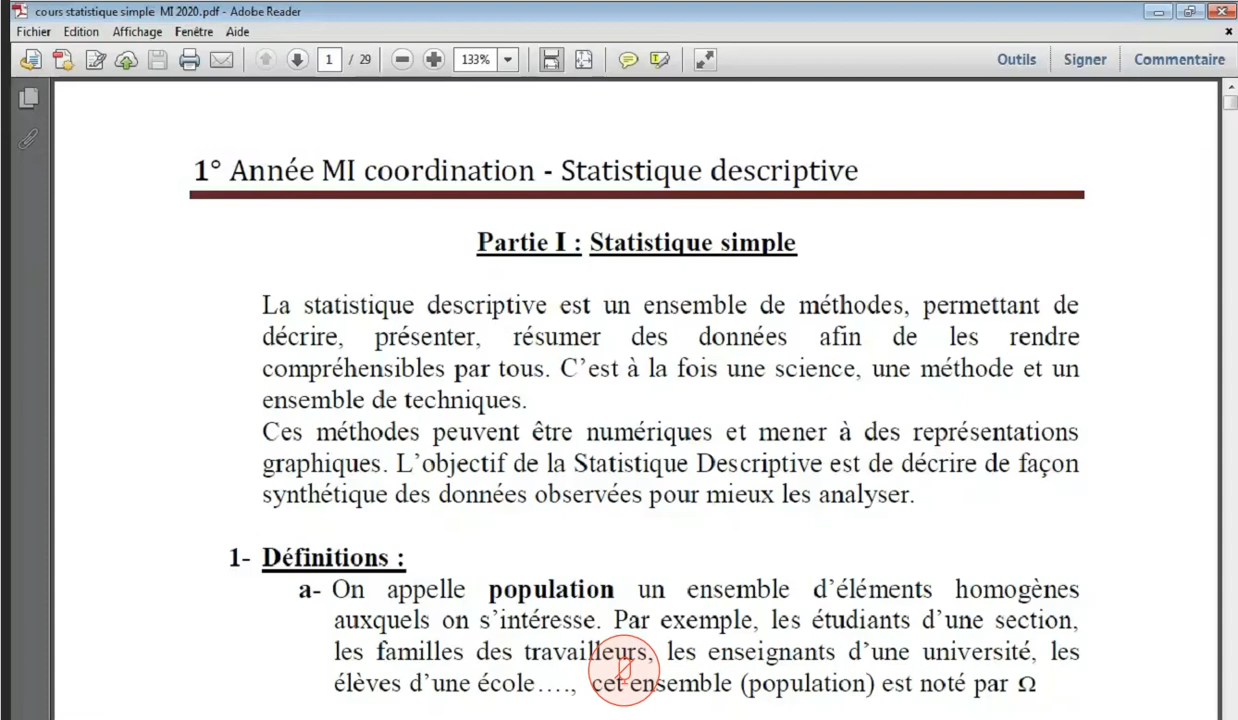 cours statistique simple MI 2020.pdf - Adobe Reader
Fichier Edition Affichage Fenêtre Aide
1 / 29 133% Outils Signer Commentaire
1° Année MI coordination - Statistique descriptive
Partie I : Statistique simple
La statistique descriptive est un ensemble de méthodes, permettant de
décrire, présenter, résumer des données afin de les rendre
compréhensibles par tous. C’est à la fois une science, une méthode et un
ensemble de techniques.
Ces méthodes peuvent être numériques et mener à des représentations
graphiques. L’objectif de la Statistique Descriptive est de décrire de façon
synthétique des données observées pour mieux les analyser.
1- Définitions :
a- On appelle population un ensemble d’éléments homogènes
auxquels on s’intéresse. Par exemple, les étudiants d’une section,
les familles des travailleurs, les enseignants d’une université, les
élèves d’une école…., cet ensemble (population) est noté par Ω